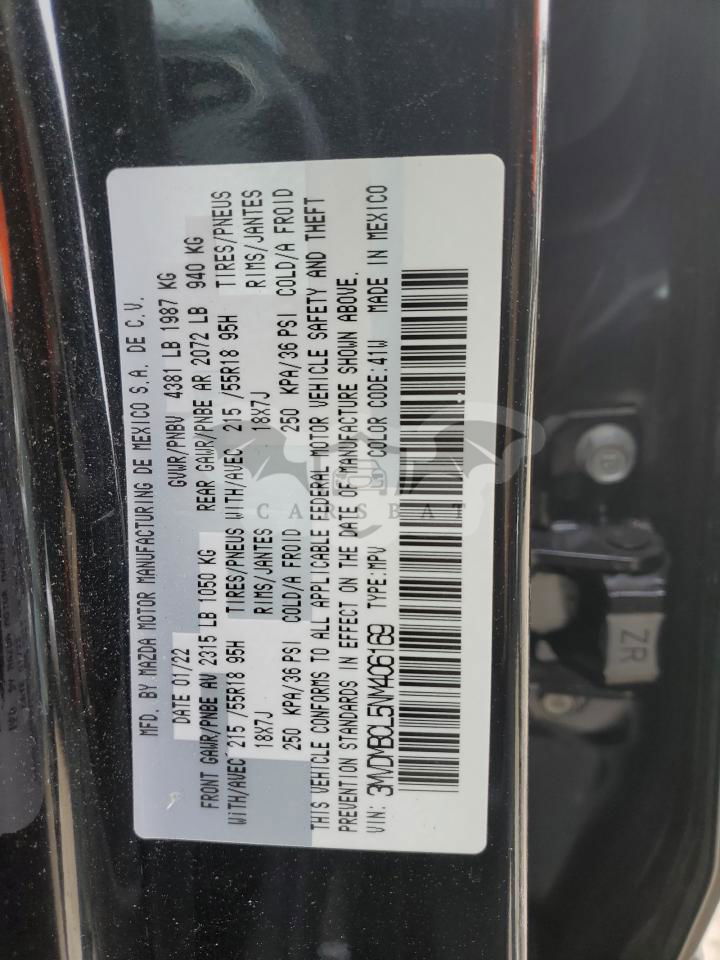 MFD. BY MAZDA MOTOR MANUFACTURING DE MEXICO S.A. DE C.V.
DATE 01/22 GVWR/PNBV 4381 LB 1987 KG
FRONT GAWR/PNBE AV 2315 LB 1050 KG REAR GAWR/PNBE AR 2072 LB 940 KG
WITH/AVEC 215 /55R18 95H TIRES/PNEUS WITH/AVEC 215 /55R18 95H TIRES/PNEUS
18X7J RIMS/JANTES 18X7J RIMS/JANTES
250 KPA/36 PSI COLD/A FROID 250 KPA/36 PSI COLD/A FROID
THIS VEHICLE CONFORMS TO ALL APPLICABLE FEDERAL MOTOR VEHICLE SAFETY AND THEFT
PREVENTION STANDARDS IN EFFECT ON THE DATE OF MANUFACTURE SHOWN ABOVE.
VIN: 3MVDMBCL5NM406169 TYPE:MPV COLOR CODE:41W MADE IN MEXICO
CARSBAT
ZR